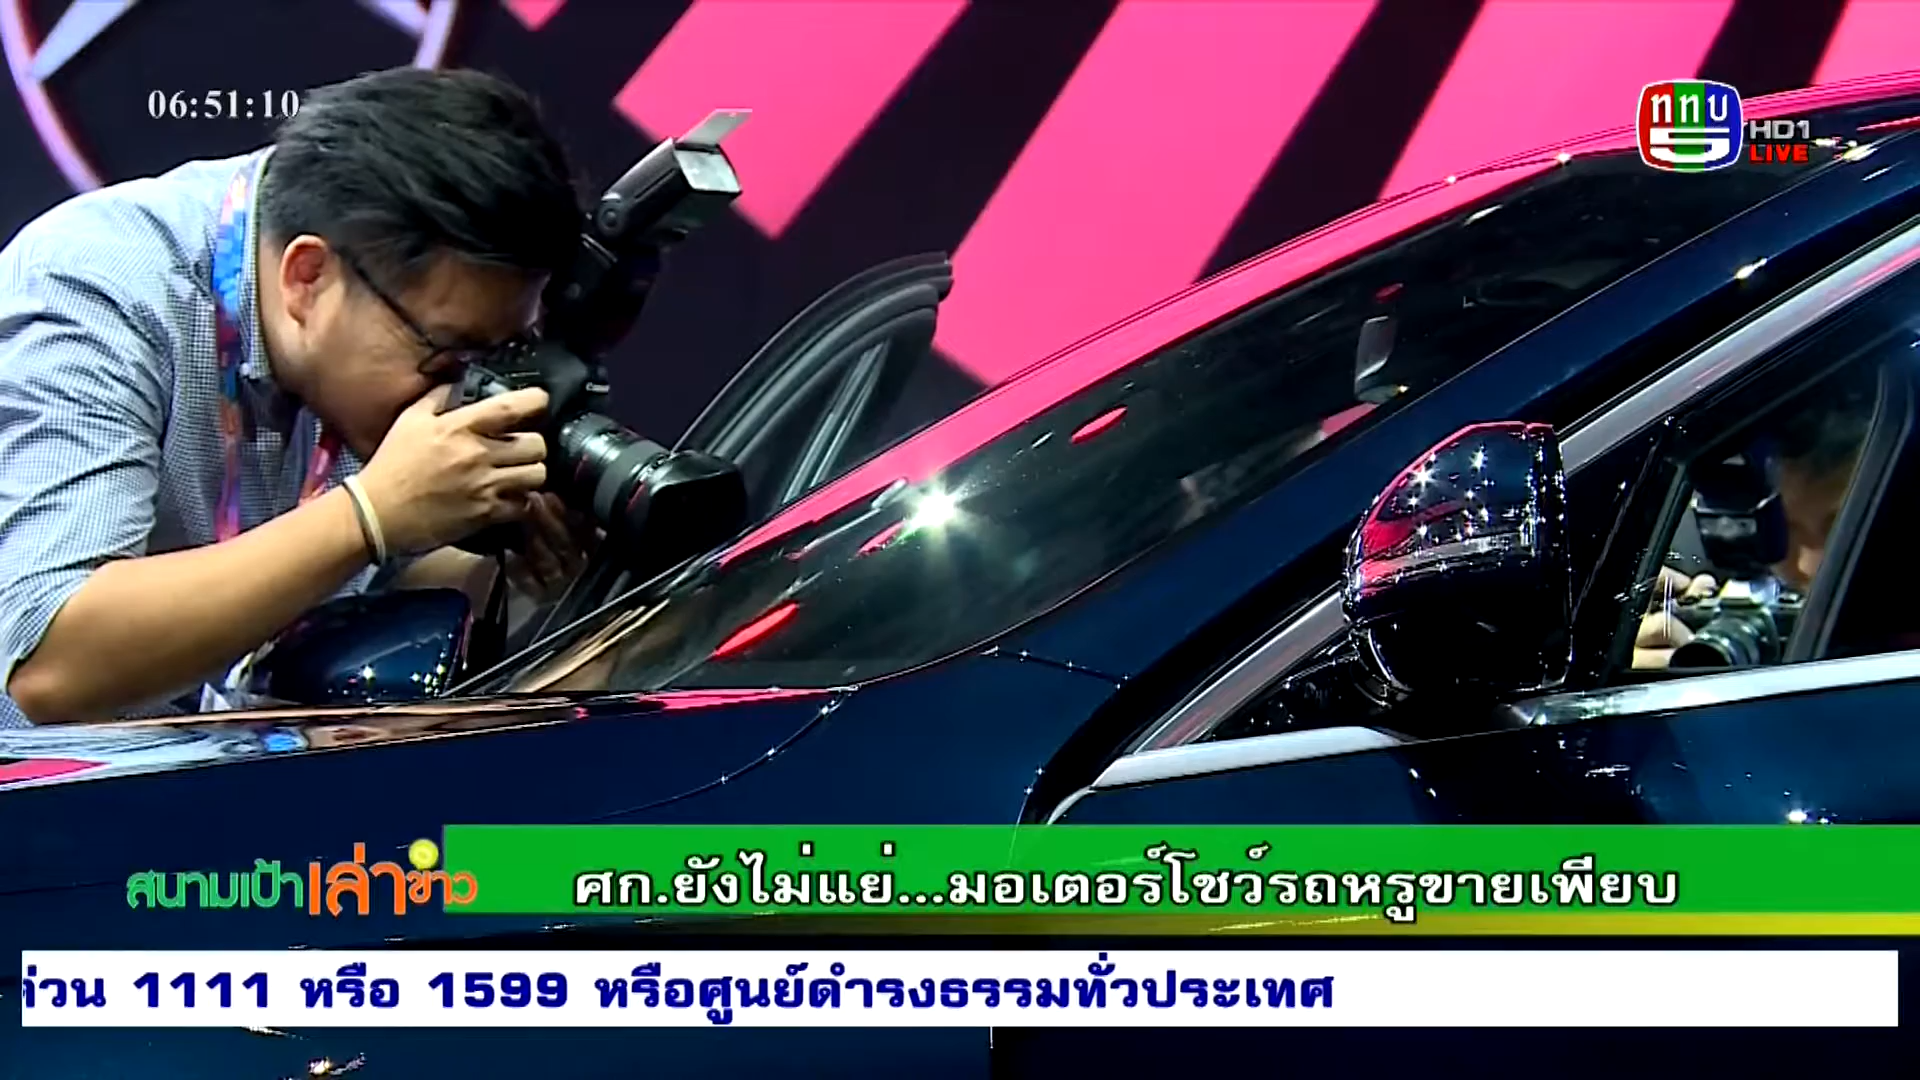 06:51:10
ททบ
5
HD1
LIVE
Canon
สนามเป้าเล่าข่าว
ศก.ยังไม่แย่...มอเตอร์โชว์รถหรูขายเพียบ
ด่วน 1111 หรือ 1599 หรือศูนย์ดำรงธรรมทั่วประเทศ